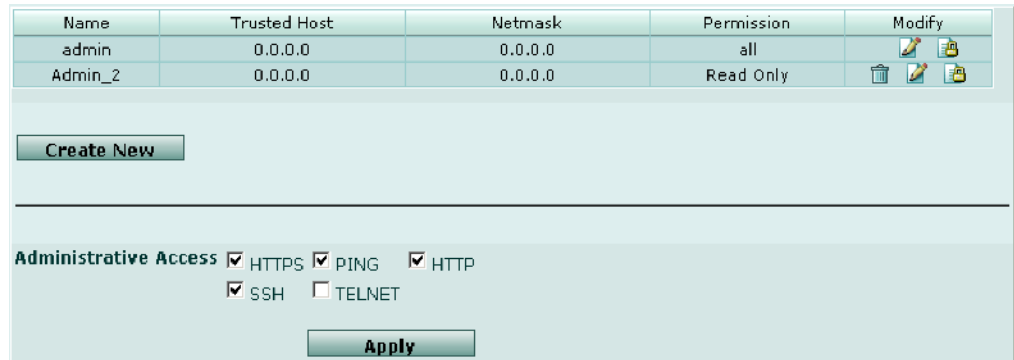 Name Trusted Host Netmask Permission Modify
admin 0.0.0.0 0.0.0.0 all
Admin_2 0.0.0.0 0.0.0.0 Read Only
Create New
Administrative Access HTTPS PING HTTP
SSH TELNET
Apply